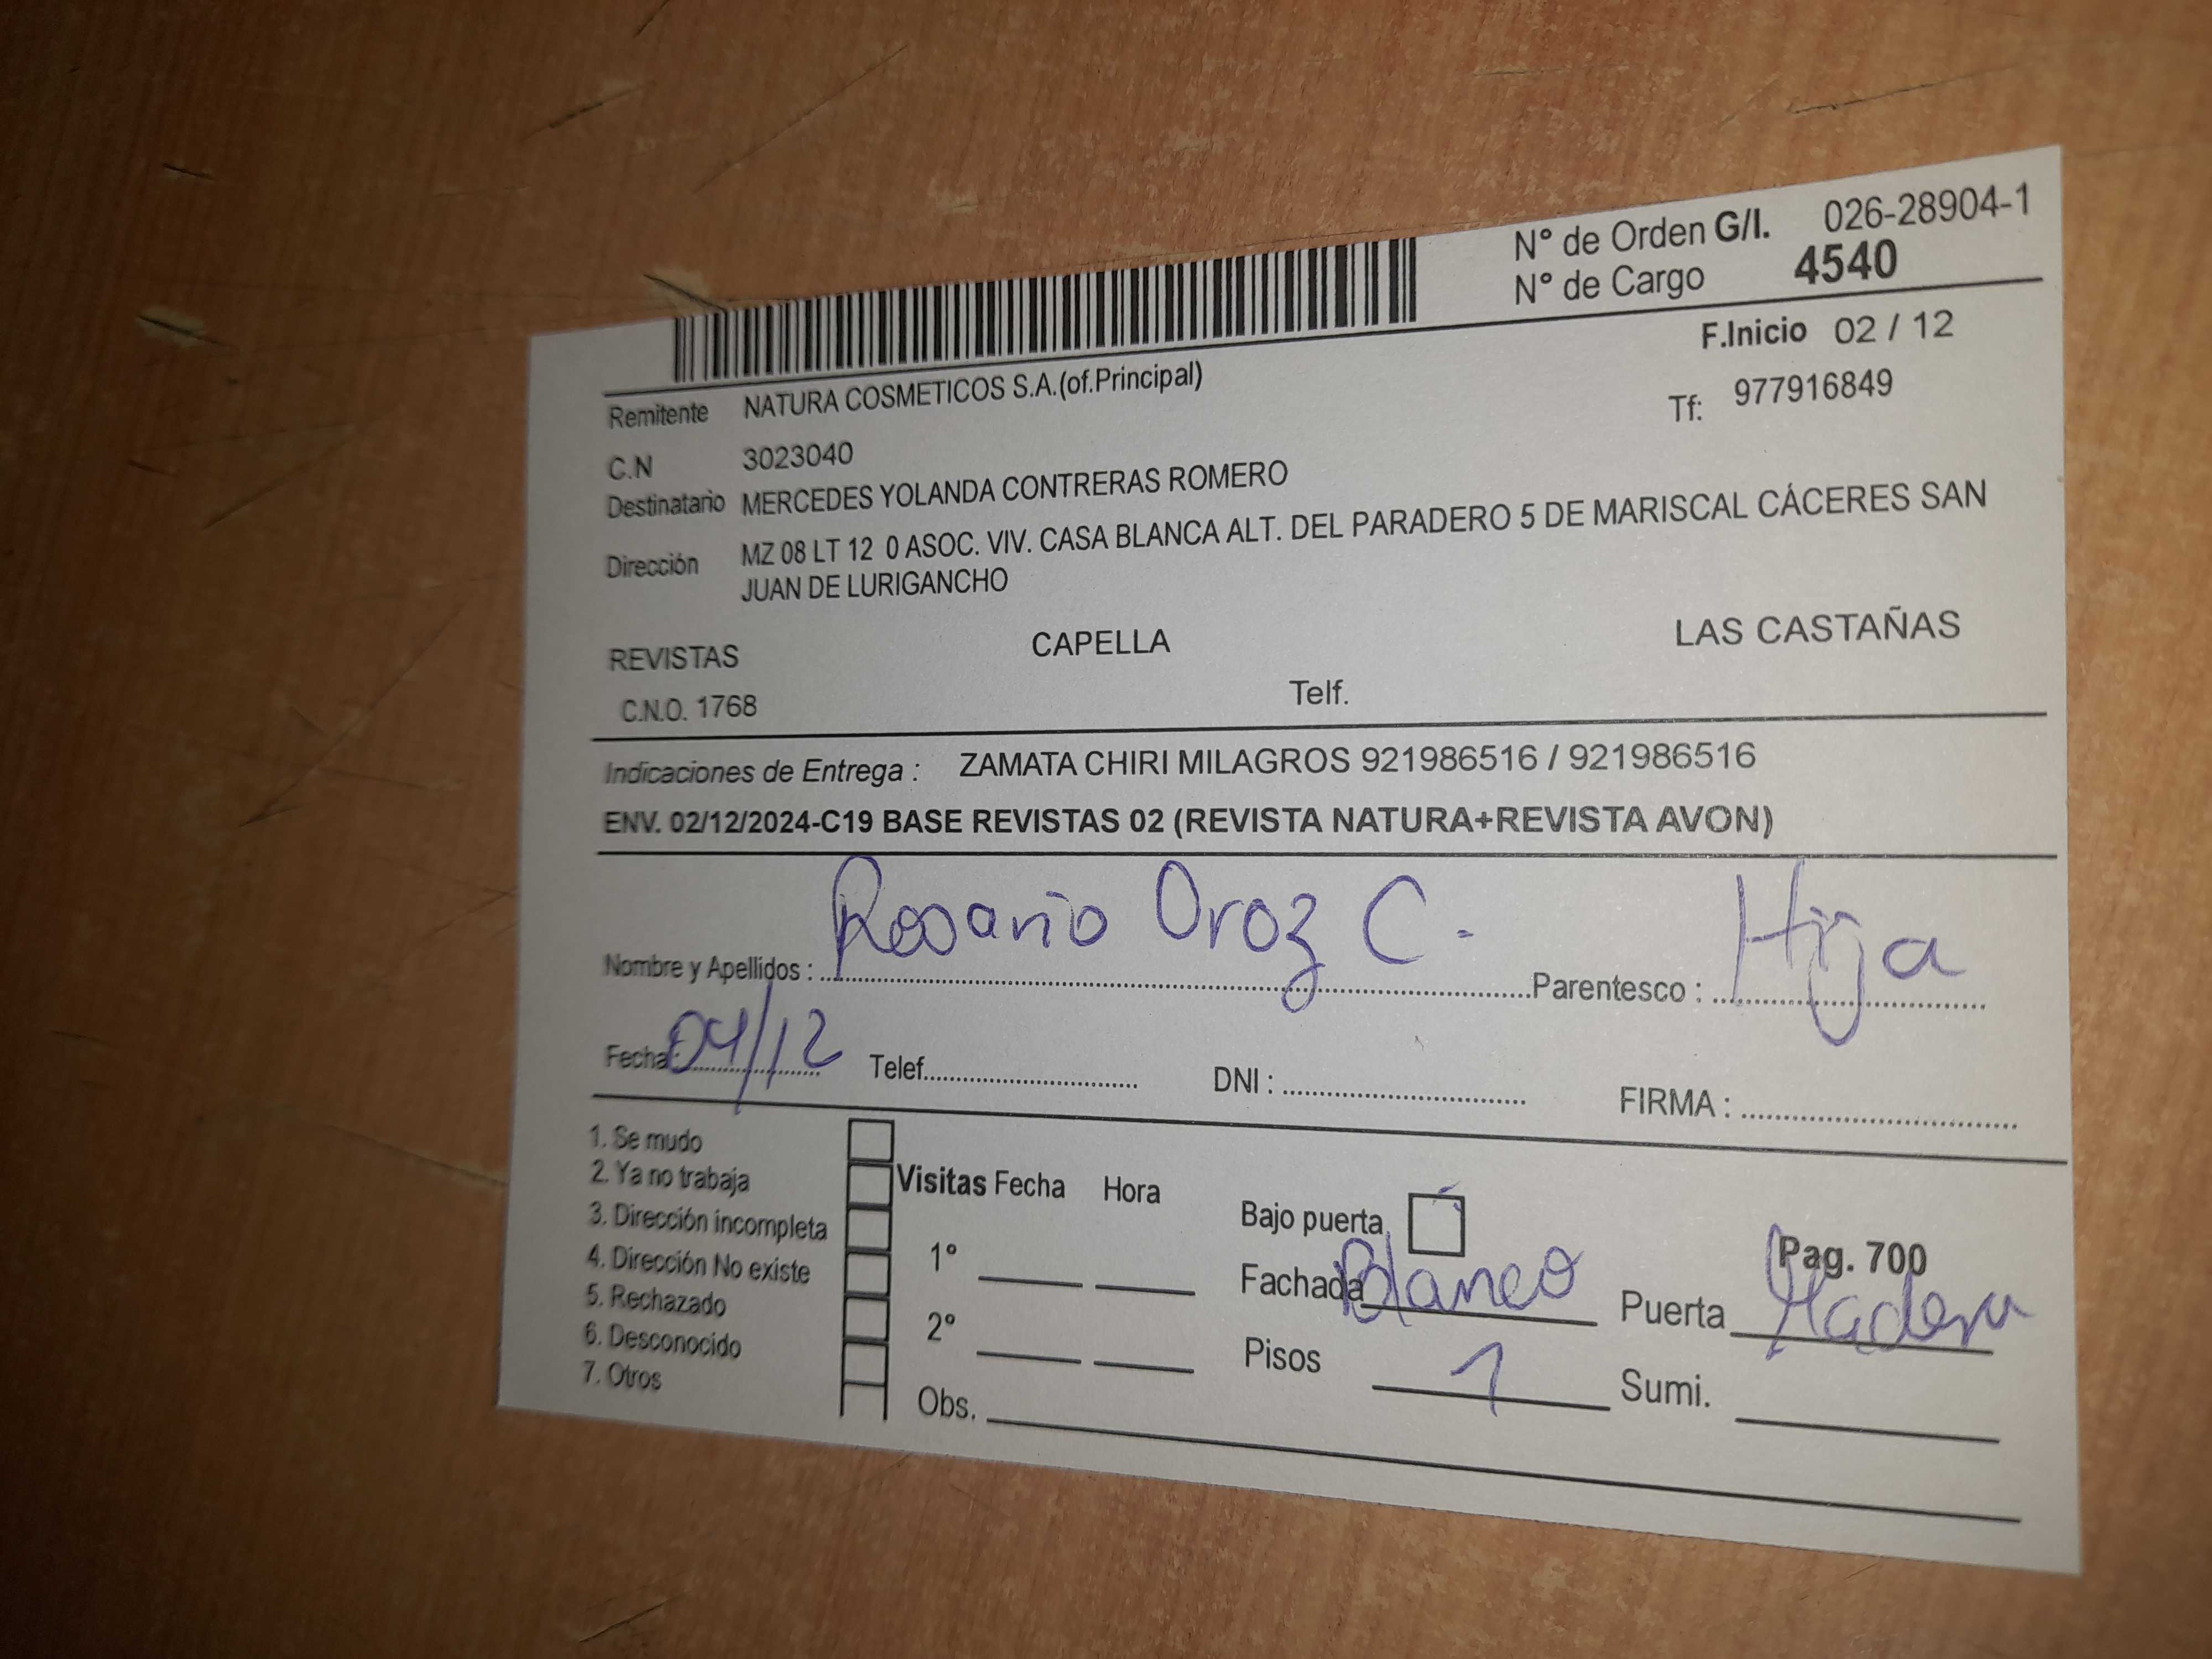 N° de Orden G/I. 026-28904-1
N° de Cargo 4540
F.Inicio 02 / 12
Remitente NATURA COSMETICOS S.A.(of.Principal)
Tf: 977916849
C.N 3023040
Destinatario MERCEDES YOLANDA CONTRERAS ROMERO
Dirección MZ 08 LT 12 0 ASOC. VIV. CASA BLANCA ALT. DEL PARADERO 5 DE MARISCAL CÁCERES SAN
JUAN DE LURIGANCHO
REVISTAS CAPELLA LAS CASTAÑAS
C.N.O. 1768 Telf.
Indicaciones de Entrega : ZAMATA CHIRI MILAGROS 921986516 / 921986516
ENV. 02/12/2024-C19 BASE REVISTAS 02 (REVISTA NATURA+REVISTA AVON)
Nombre y Apellidos : Rosario Oroz C. Parentesco : Hija
Fecha: 04/12 Telef. DNI : FIRMA :
1. Se mudo
2. Ya no trabaja
3. Dirección incompleta
4. Dirección No existe
5. Rechazado
6. Desconocido
7. Otros
Visitas Fecha Hora
1°
2°
Obs.
Bajo puerta
Pag. 700
Fachada Blanco Puerta Madera
Pisos 1 Sumi.